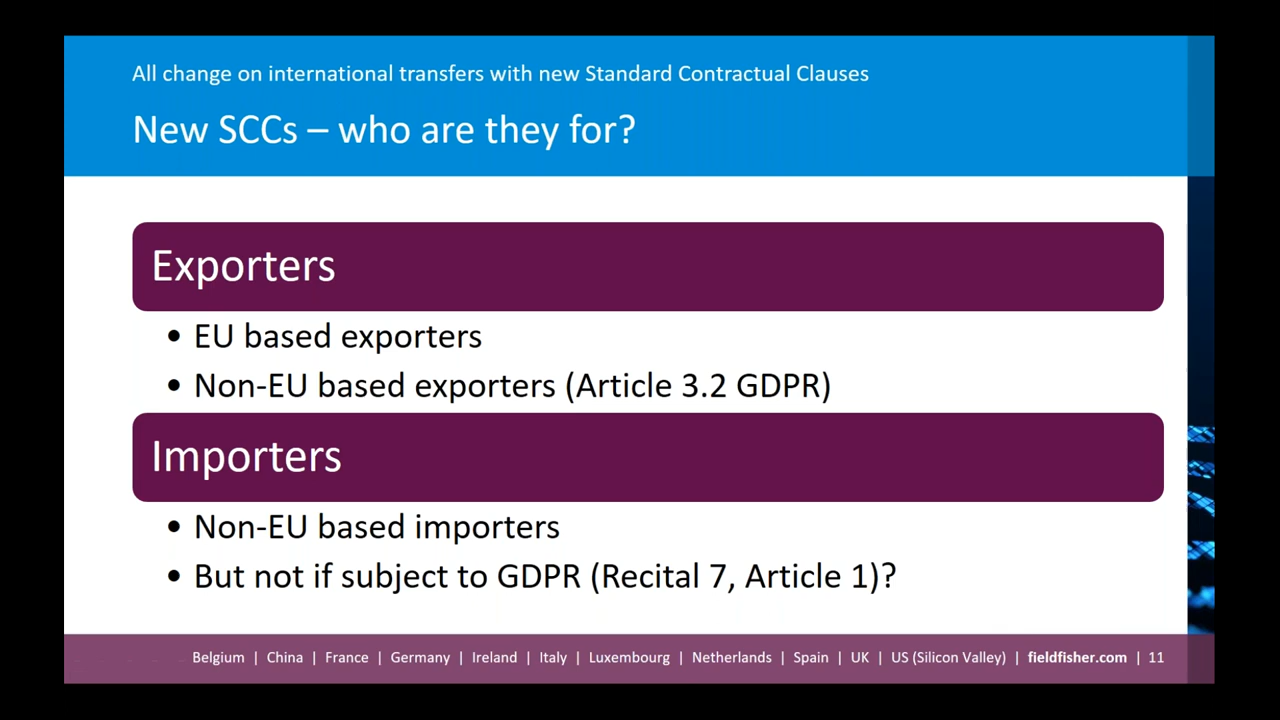 All change on international transfers with new Standard Contractual Clauses
New SCCs – who are they for?
Exporters
• EU based exporters
• Non-EU based exporters (Article 3.2 GDPR)
Importers
• Non-EU based importers
• But not if subject to GDPR (Recital 7, Article 1)?
Belgium | China | France | Germany | Ireland | Italy | Luxembourg | Netherlands | Spain | UK | US (Silicon Valley) | fieldfisher.com | 11